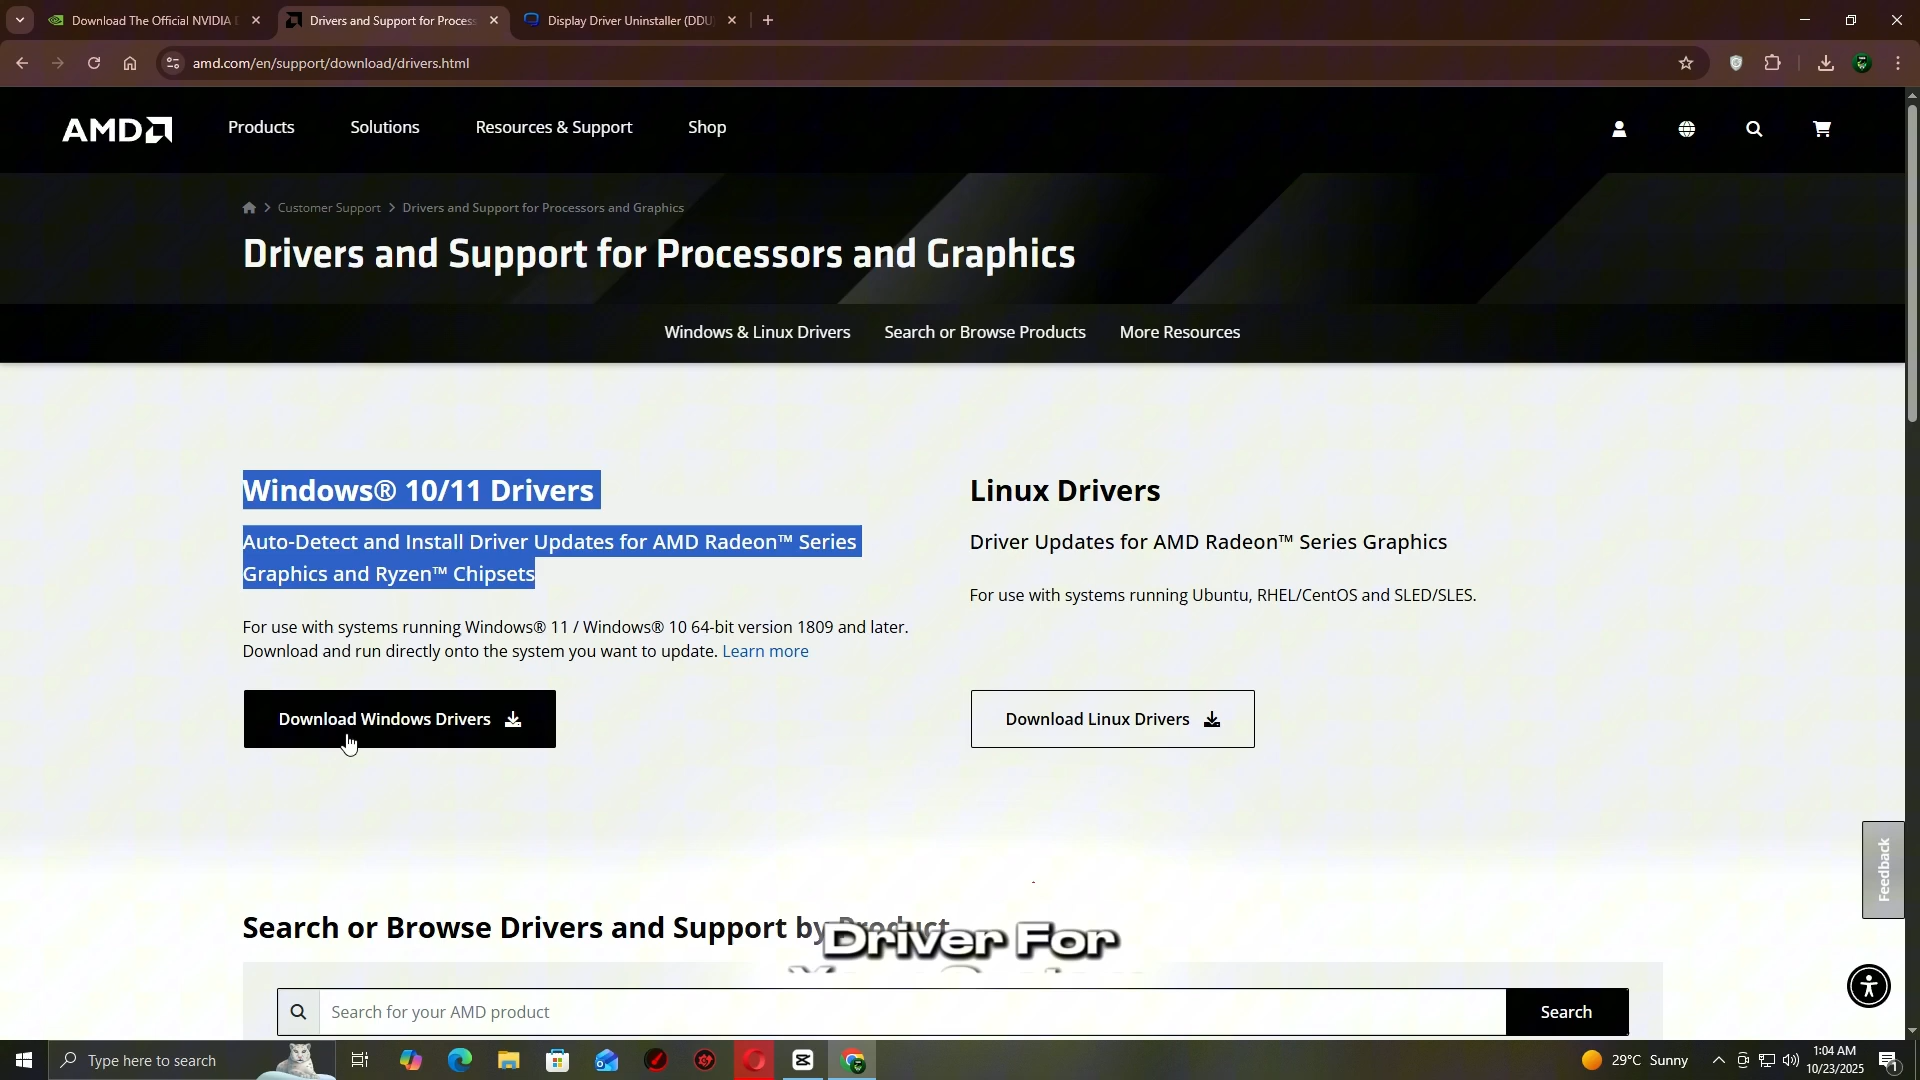 Download The Official NVIDIA
Drivers and Support for Process
Display Driver Uninstaller (DDU
amd.com/en/support/download/drivers.html
AMD
Products
Solutions
Resources & Support
Shop
Customer Support
Drivers and Support for Processors and Graphics
Drivers and Support for Processors and Graphics
Windows & Linux Drivers
Search or Browse Products
More Resources
Windows® 10/11 Drivers
Auto-Detect and Install Driver Updates for AMD Radeon™ Series
Graphics and Ryzen™ Chipsets
For use with systems running Windows® 11 / Windows® 10 64-bit version 1809 and later.
Download and run directly onto the system you want to update. Learn more
Download Windows Drivers
Linux Drivers
Driver Updates for AMD Radeon™ Series Graphics
For use with systems running Ubuntu, RHEL/CentOS and SLED/SLES.
Download Linux Drivers
Feedback
Search or Browse Drivers and Support by Product
Driver For
Search for your AMD product
Search
Type here to search
29°C Sunny
1:04 AM
10/23/2025
1